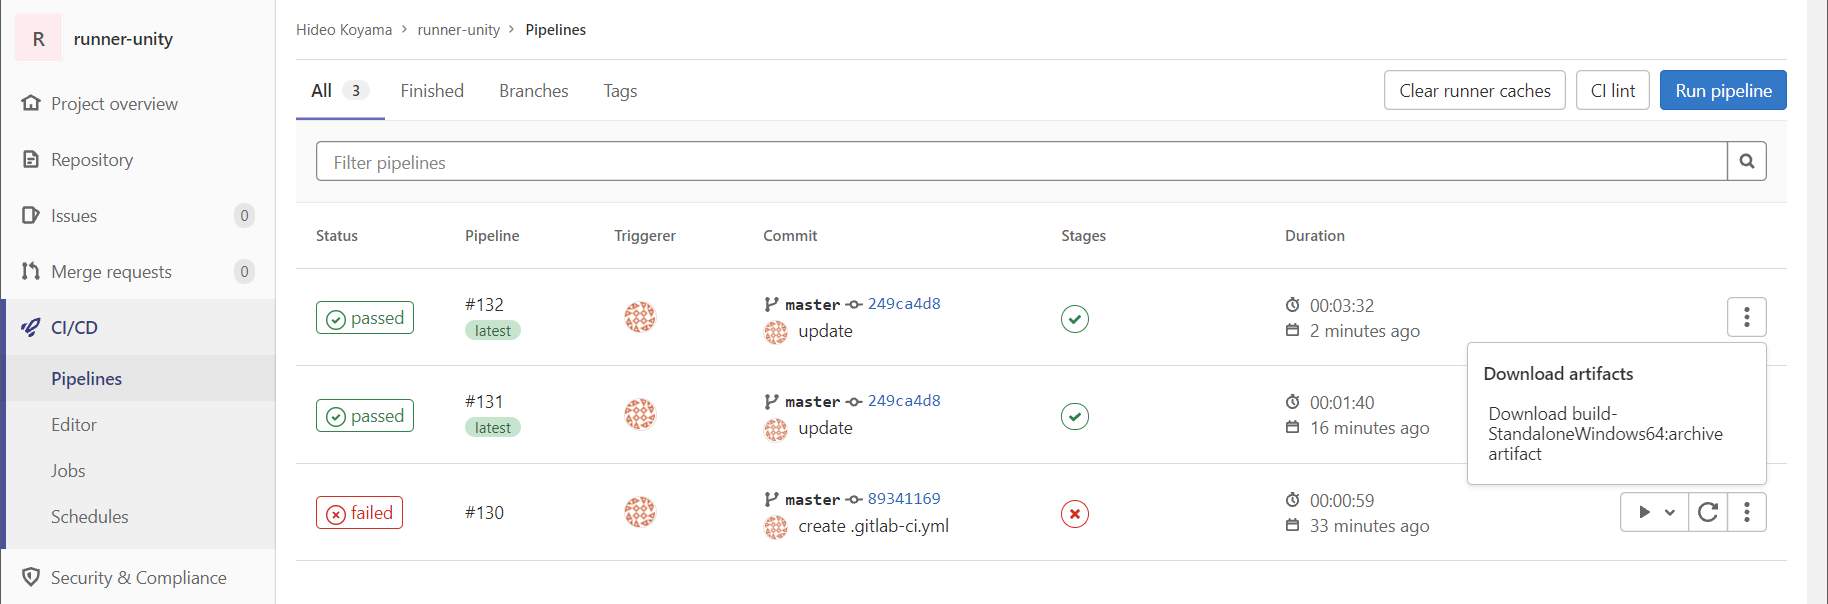 R runner-unity
Project overview
Repository
Issues 0
Merge requests 0
CI/CD
Pipelines
Editor
Jobs
Schedules
Security & Compliance
Hideo Koyama > runner-unity > Pipelines
All 3 Finished Branches Tags
Clear runner caches CI lint Run pipeline
Filter pipelines
Status Pipeline Triggerer Commit Stages Duration
passed #132 master 249ca4d8 00:03:32
latest update 2 minutes ago
passed #131 master 249ca4d8 00:01:40
latest update 16 minutes ago
failed #130 master 89341169 00:00:59
create .gitlab-ci.yml 33 minutes ago
Download artifacts
Download build-
StandaloneWindows64:archive
artifact